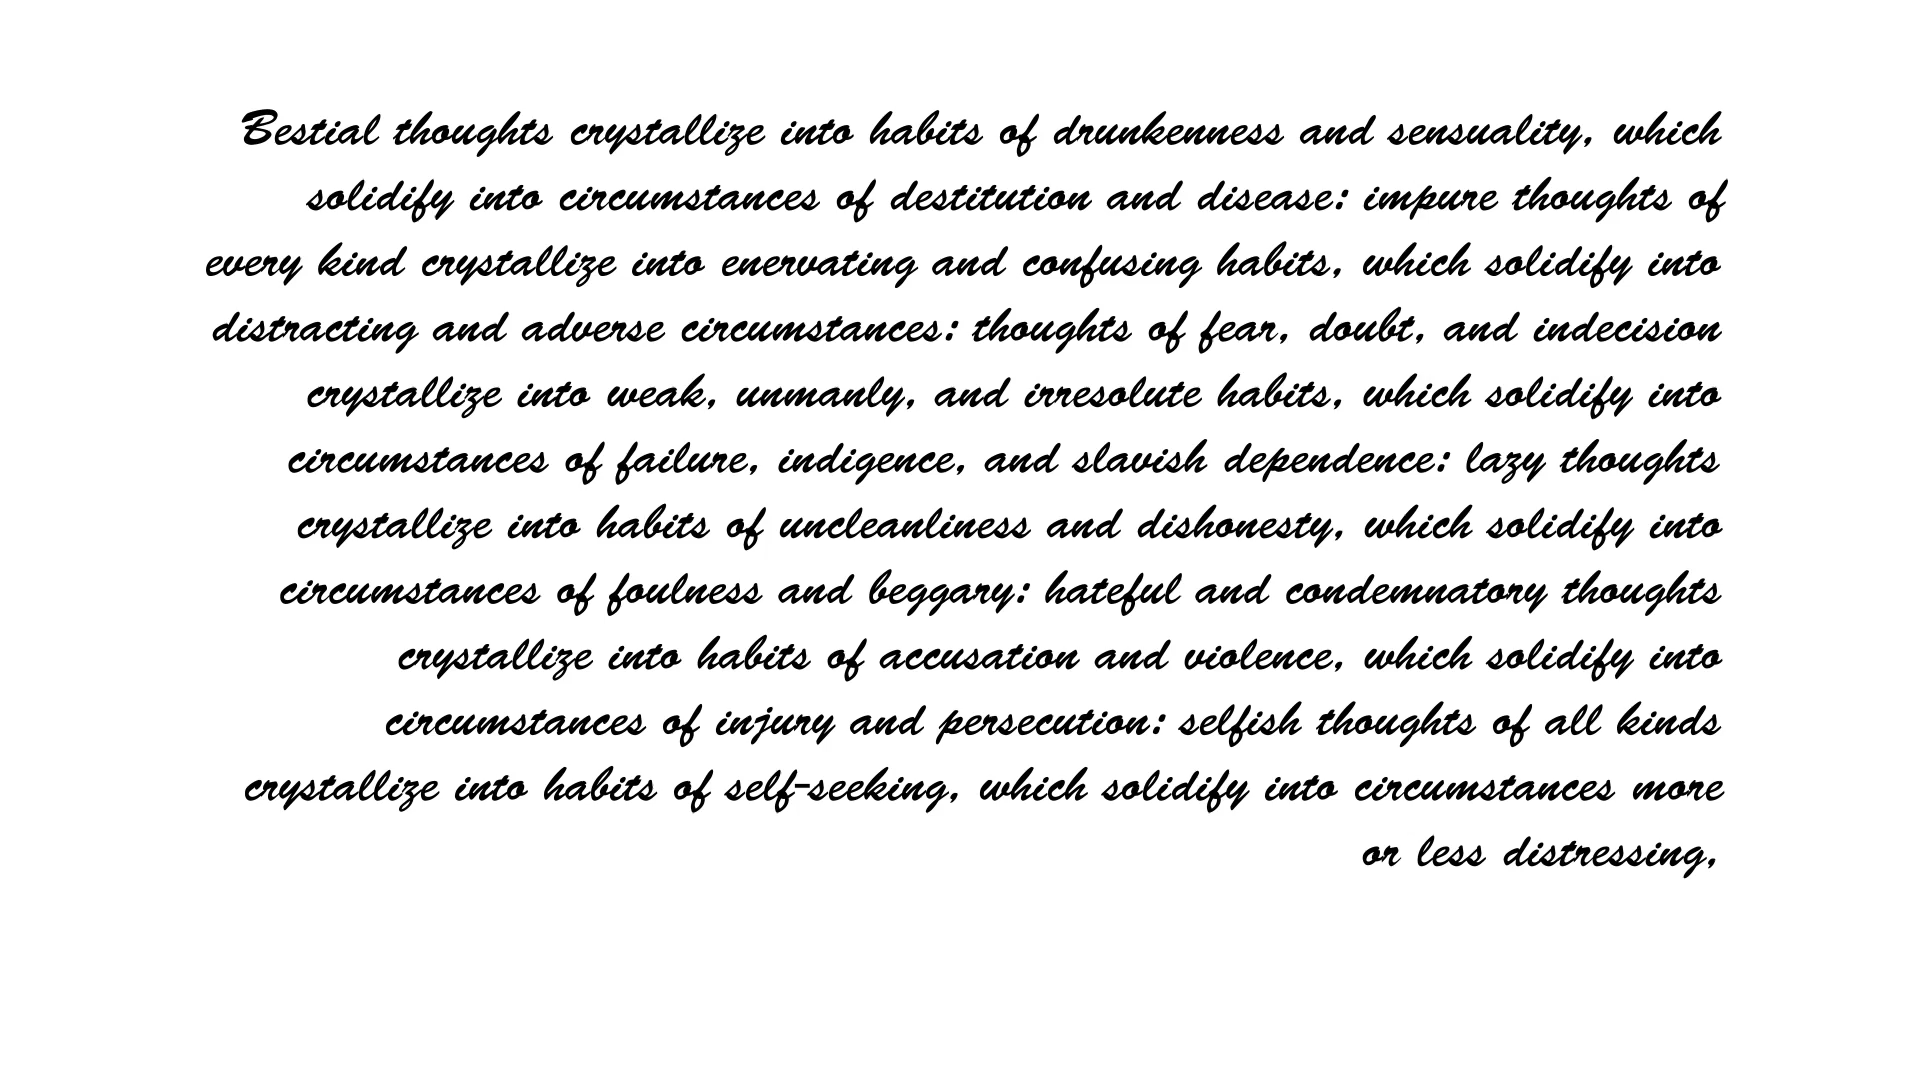 Bestial thoughts crystallize into habits of drunkenness and sensuality, which
solidify into circumstances of destitution and disease: impure thoughts of
every kind crystallize into enervating and confusing habits, which solidify into
distracting and adverse circumstances: thoughts of fear, doubt, and indecision
crystallize into weak, unmanly, and irresolute habits, which solidify into
circumstances of failure, indigence, and slavish dependence: lazy thoughts
crystallize into habits of uncleanliness and dishonesty, which solidify into
circumstances of foulness and beggary: hateful and condemnatory thoughts
crystallize into habits of accusation and violence, which solidify into
circumstances of injury and persecution: selfish thoughts of all kinds
crystallize into habits of self-seeking, which solidify into circumstances more
or less distressing,